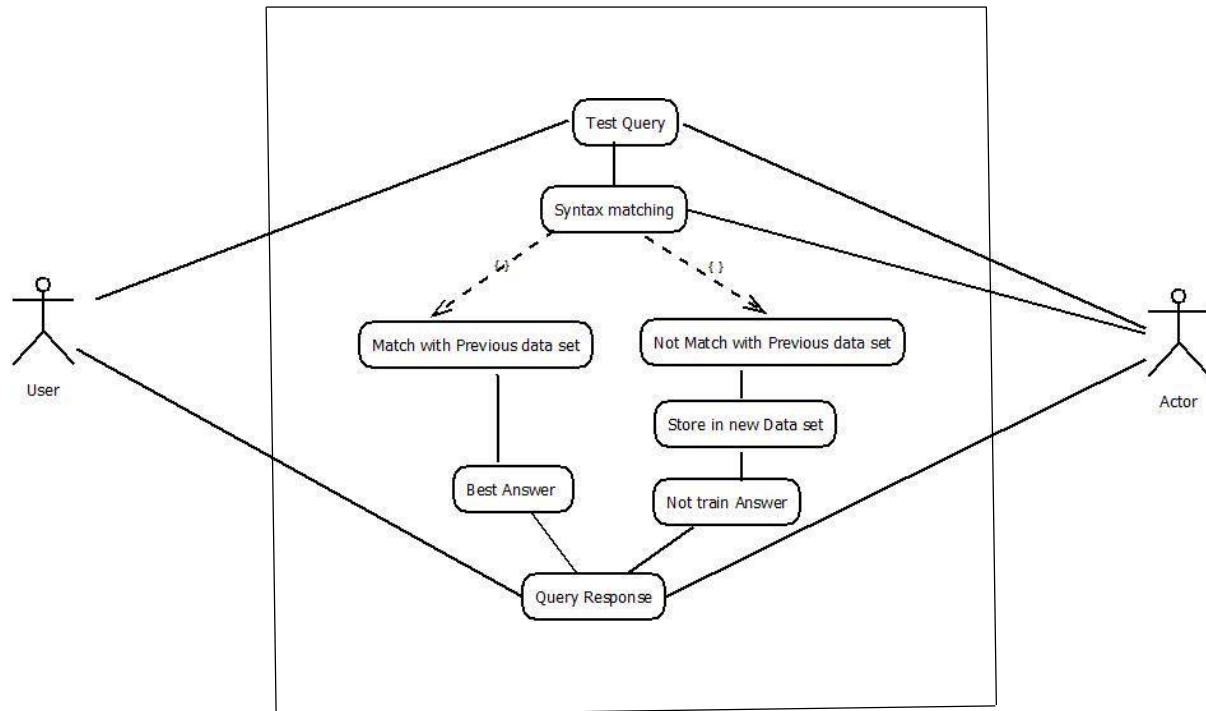 Test Query
Syntax matching
{ }
Match with Previous data set
Not Match with Previous data set
User
Actor
Store in new Data set
Best Answer
Not train Answer
Query Response